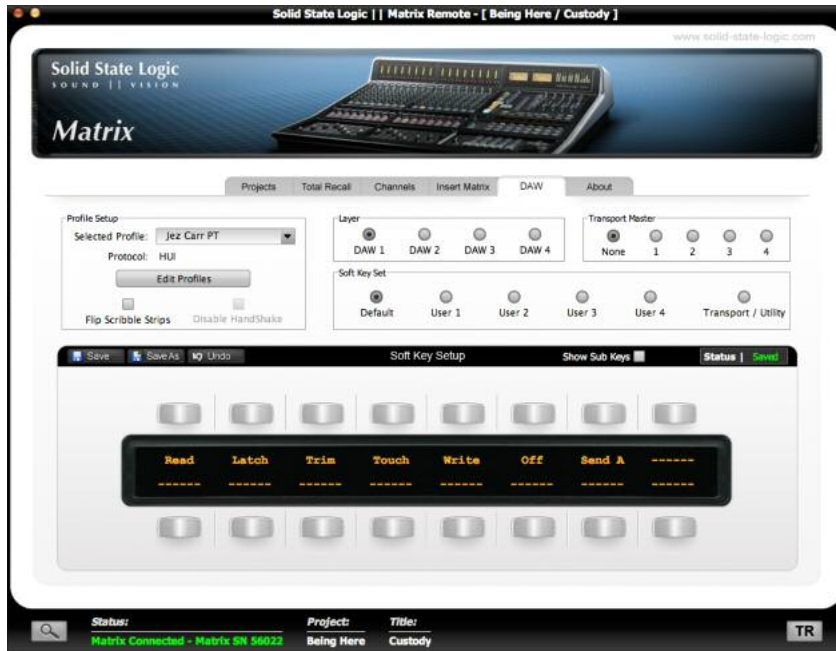 Solid State Logic || Matrix Remote - [ Being Here / Custody ]
www.solid-state-logic.com
Solid State Logic
SOUND || VISION
Matrix
Projects Total Recall Channels Insert Matrix DAW About
Profile Setup
Selected Profile: Jez Carr PT
Protocol: HUI
Edit Profiles
Flip Scribble Strips Disable HandShake
Layer
DAW 1 DAW 2 DAW 3 DAW 4
Transport Master
None 1 2 3 4
Soft Key Set
Default User 1 User 2 User 3 User 4 Transport / Utility
Save Save As Undo Soft Key Setup Show Sub Keys Status | Saved
Read Latch Trim Touch Write Off Send A ------
------ ------ ------ ------ ------ ------ ------ ------
Status: Project: Title:
Matrix Connected - Matrix SN 56022 Being Here Custody
TR